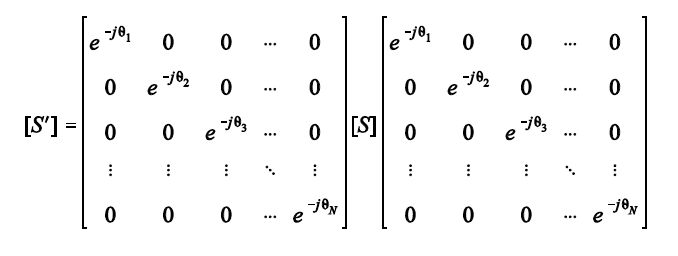 e^{-jθ_1} 0 0 ... 0 e^{-jθ_1} 0 0 ... 0
0 e^{-jθ_2} 0 ... 0 0 e^{-jθ_2} 0 ... 0
[S′] = 0 0 e^{-jθ_3} ... 0 [S] 0 0 e^{-jθ_3} ... 0
⋮ ⋮ ⋮ ⋱ ⋮ ⋮ ⋮ ⋮ ⋱ ⋮
0 0 0 ... e^{-jθ_N} 0 0 0 ... e^{-jθ_N}